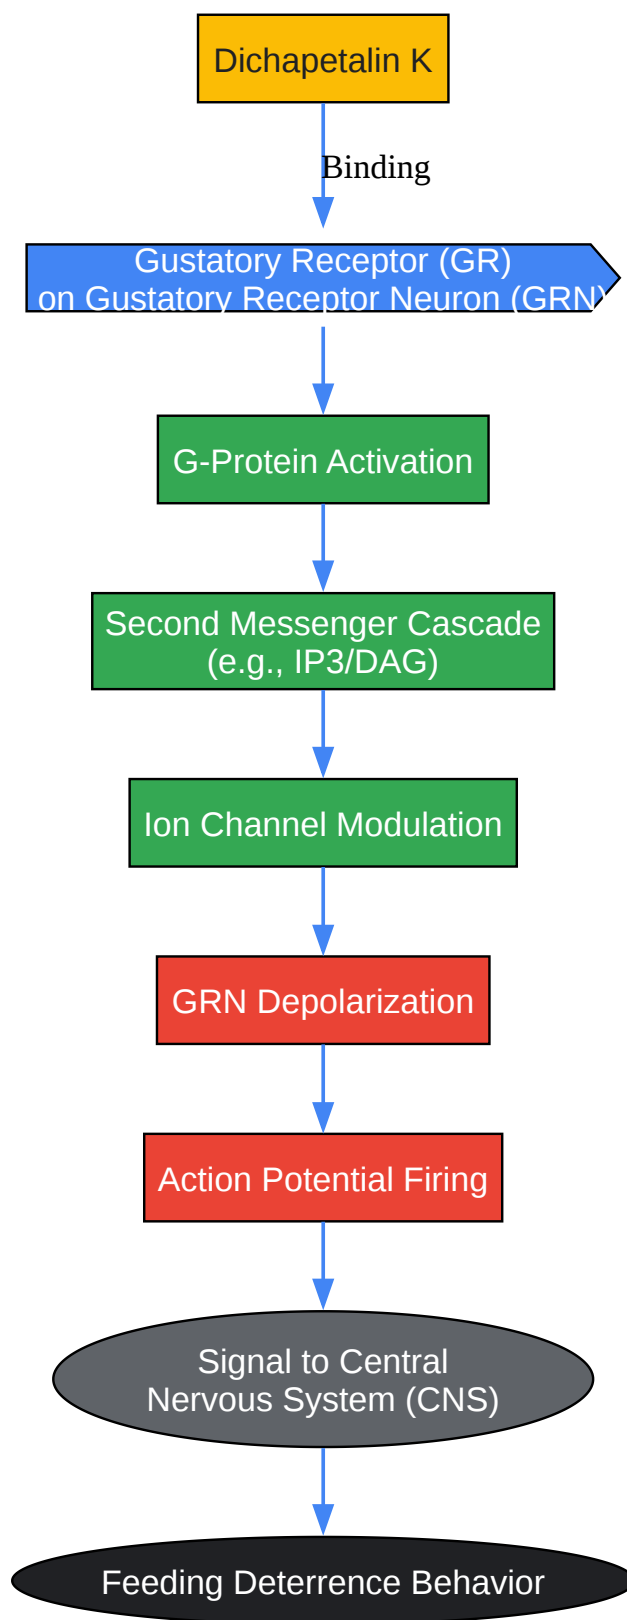 Dichapetalin K
Binding
Gustatory Receptor (GR)
on Gustatory Receptor Neuron (GRN)
G-Protein Activation
Second Messenger Cascade
(e.g., IP3/DAG)
Ion Channel Modulation
GRN Depolarization
Action Potential Firing
Signal to Central
Nervous System (CNS)
Feeding Deterrence Behavior